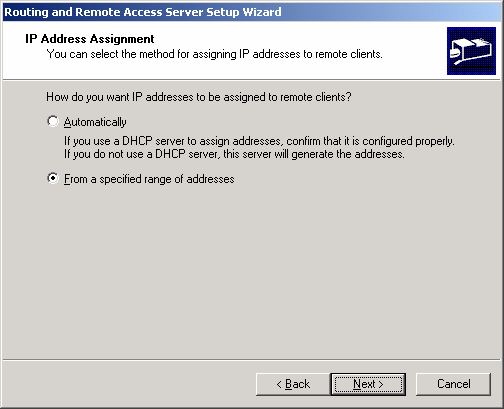 Routing and Remote Access Server Setup Wizard
IP Address Assignment
You can select the method for assigning IP addresses to remote clients.
How do you want IP addresses to be assigned to remote clients?
Automatically
If you use a DHCP server to assign addresses, confirm that it is configured properly.
If you do not use a DHCP server, this server will generate the addresses.
From a specified range of addresses
< Back
Next >
Cancel